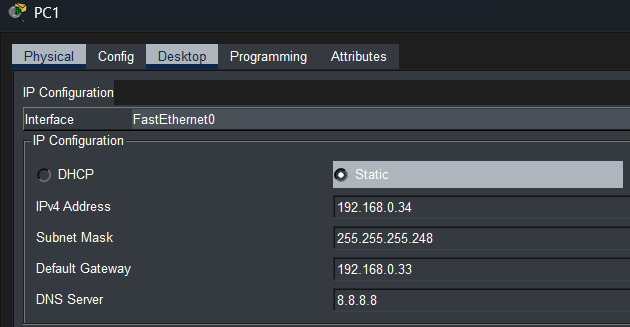 PC1
Physical Config Desktop Programming Attributes
IP Configuration
Interface FastEthernet0
IP Configuration
DHCP Static
IPv4 Address 192.168.0.34
Subnet Mask 255.255.255.248
Default Gateway 192.168.0.33
DNS Server 8.8.8.8